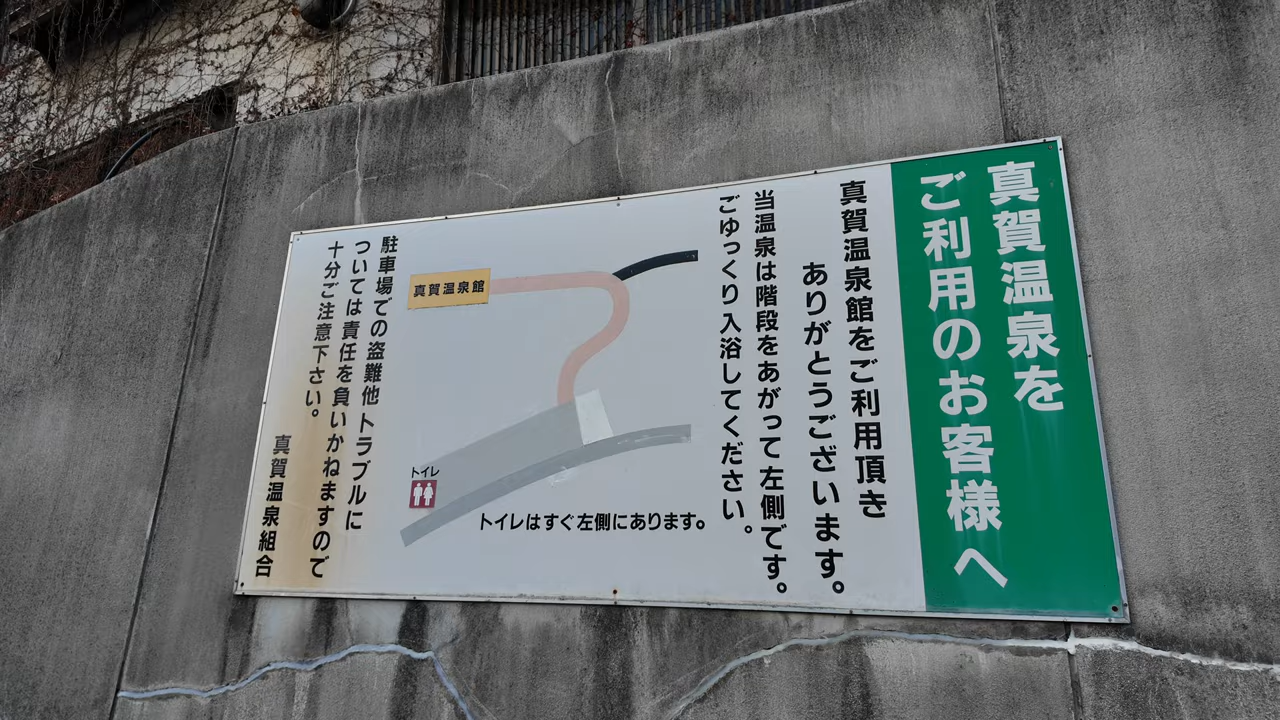 真賀温泉を
ご利用のお客様へ
真賀温泉館をご利用頂き
ありがとうございます。
当温泉は階段をあがって左側です。
ごゆっくり入浴してください。
真賀温泉館
トイレ
トイレはすぐ左側にあります。
駐車場での盗難他トラブルに
ついては責任を負いかねますので
十分ご注意下さい。
真賀温泉組合